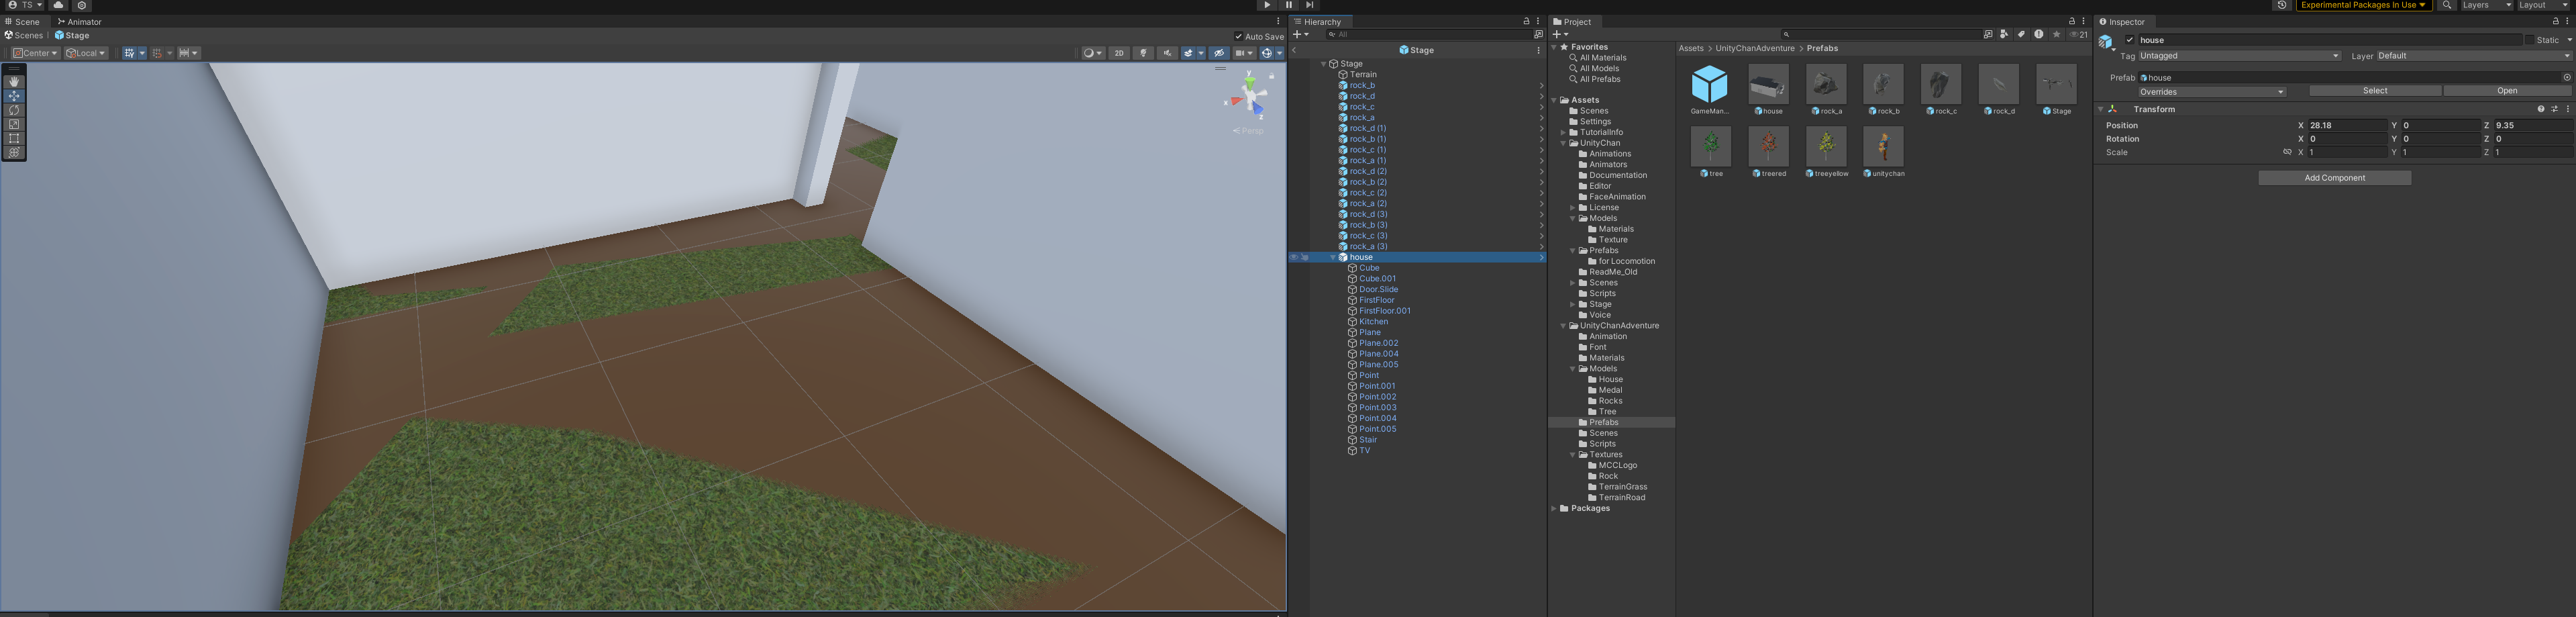 TS
Experimental Packages In Use
Layers
Layout
Scene
Animator
Scenes
Stage
Auto Save
Center
Local
2D
y
x
z
Persp
Hierarchy
All
Stage
Stage
Terrain
rock_b
rock_d
rock_c
rock_a
rock_d (1)
rock_b (1)
rock_c (1)
rock_a (1)
rock_d (2)
rock_b (2)
rock_c (2)
rock_a (2)
rock_d (3)
rock_b (3)
rock_c (3)
rock_a (3)
house
Cube
Cube.001
Door.Slide
FirstFloor
FirstFloor.001
Kitchen
Plane
Plane.002
Plane.004
Plane.005
Point
Point.001
Point.002
Point.003
Point.004
Point.005
Stair
TV
Project
21
Favorites
All Materials
All Models
All Prefabs
Assets
Scenes
Settings
TutorialInfo
UnityChan
Animations
Animators
Documentation
Editor
FaceAnimation
License
Models
Materials
Texture
Prefabs
for Locomotion
ReadMe_Old
Scenes
Scripts
Stage
Voice
UnityChanAdventure
Animation
Font
Materials
Models
House
Medal
Rocks
Tree
Prefabs
Scenes
Scripts
Textures
MCCLogo
Rock
TerrainGrass
TerrainRoad
Packages
Assets > UnityChanAdventure > Prefabs
GameMan...
house
rock_a
rock_b
rock_c
rock_d
Stage
tree
treered
treeyellow
unitychan
Inspector
house
Static
Tag Untagged Layer Default
Prefab house
Overrides Select Open
Transform
Position X 28.18 Y 0 Z 9.35
Rotation X 0 Y 0 Z 0
Scale X 1 Y 1 Z 1
Add Component